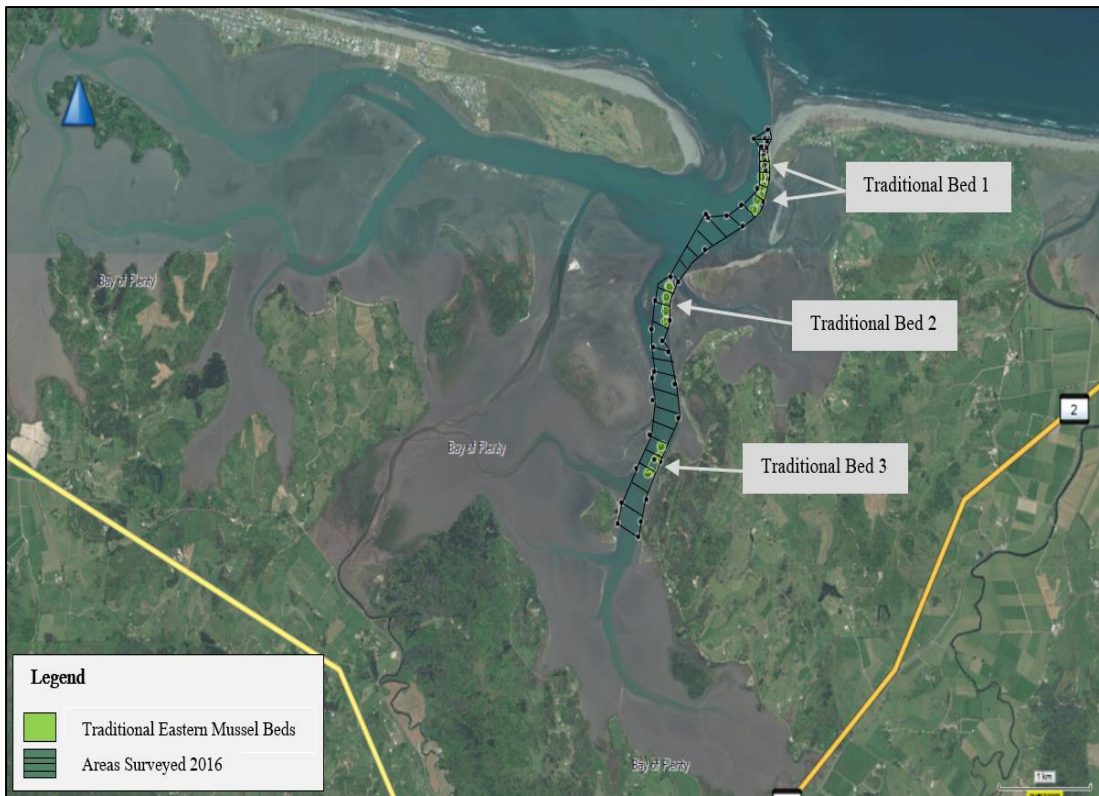 Traditional Bed 1
Bay of Plenty
Traditional Bed 2
2
Bay of Plenty
Traditional Bed 3
Legend
Traditional Eastern Mussel Beds
Areas Surveyed 2016
Bay of Plenty
1 km